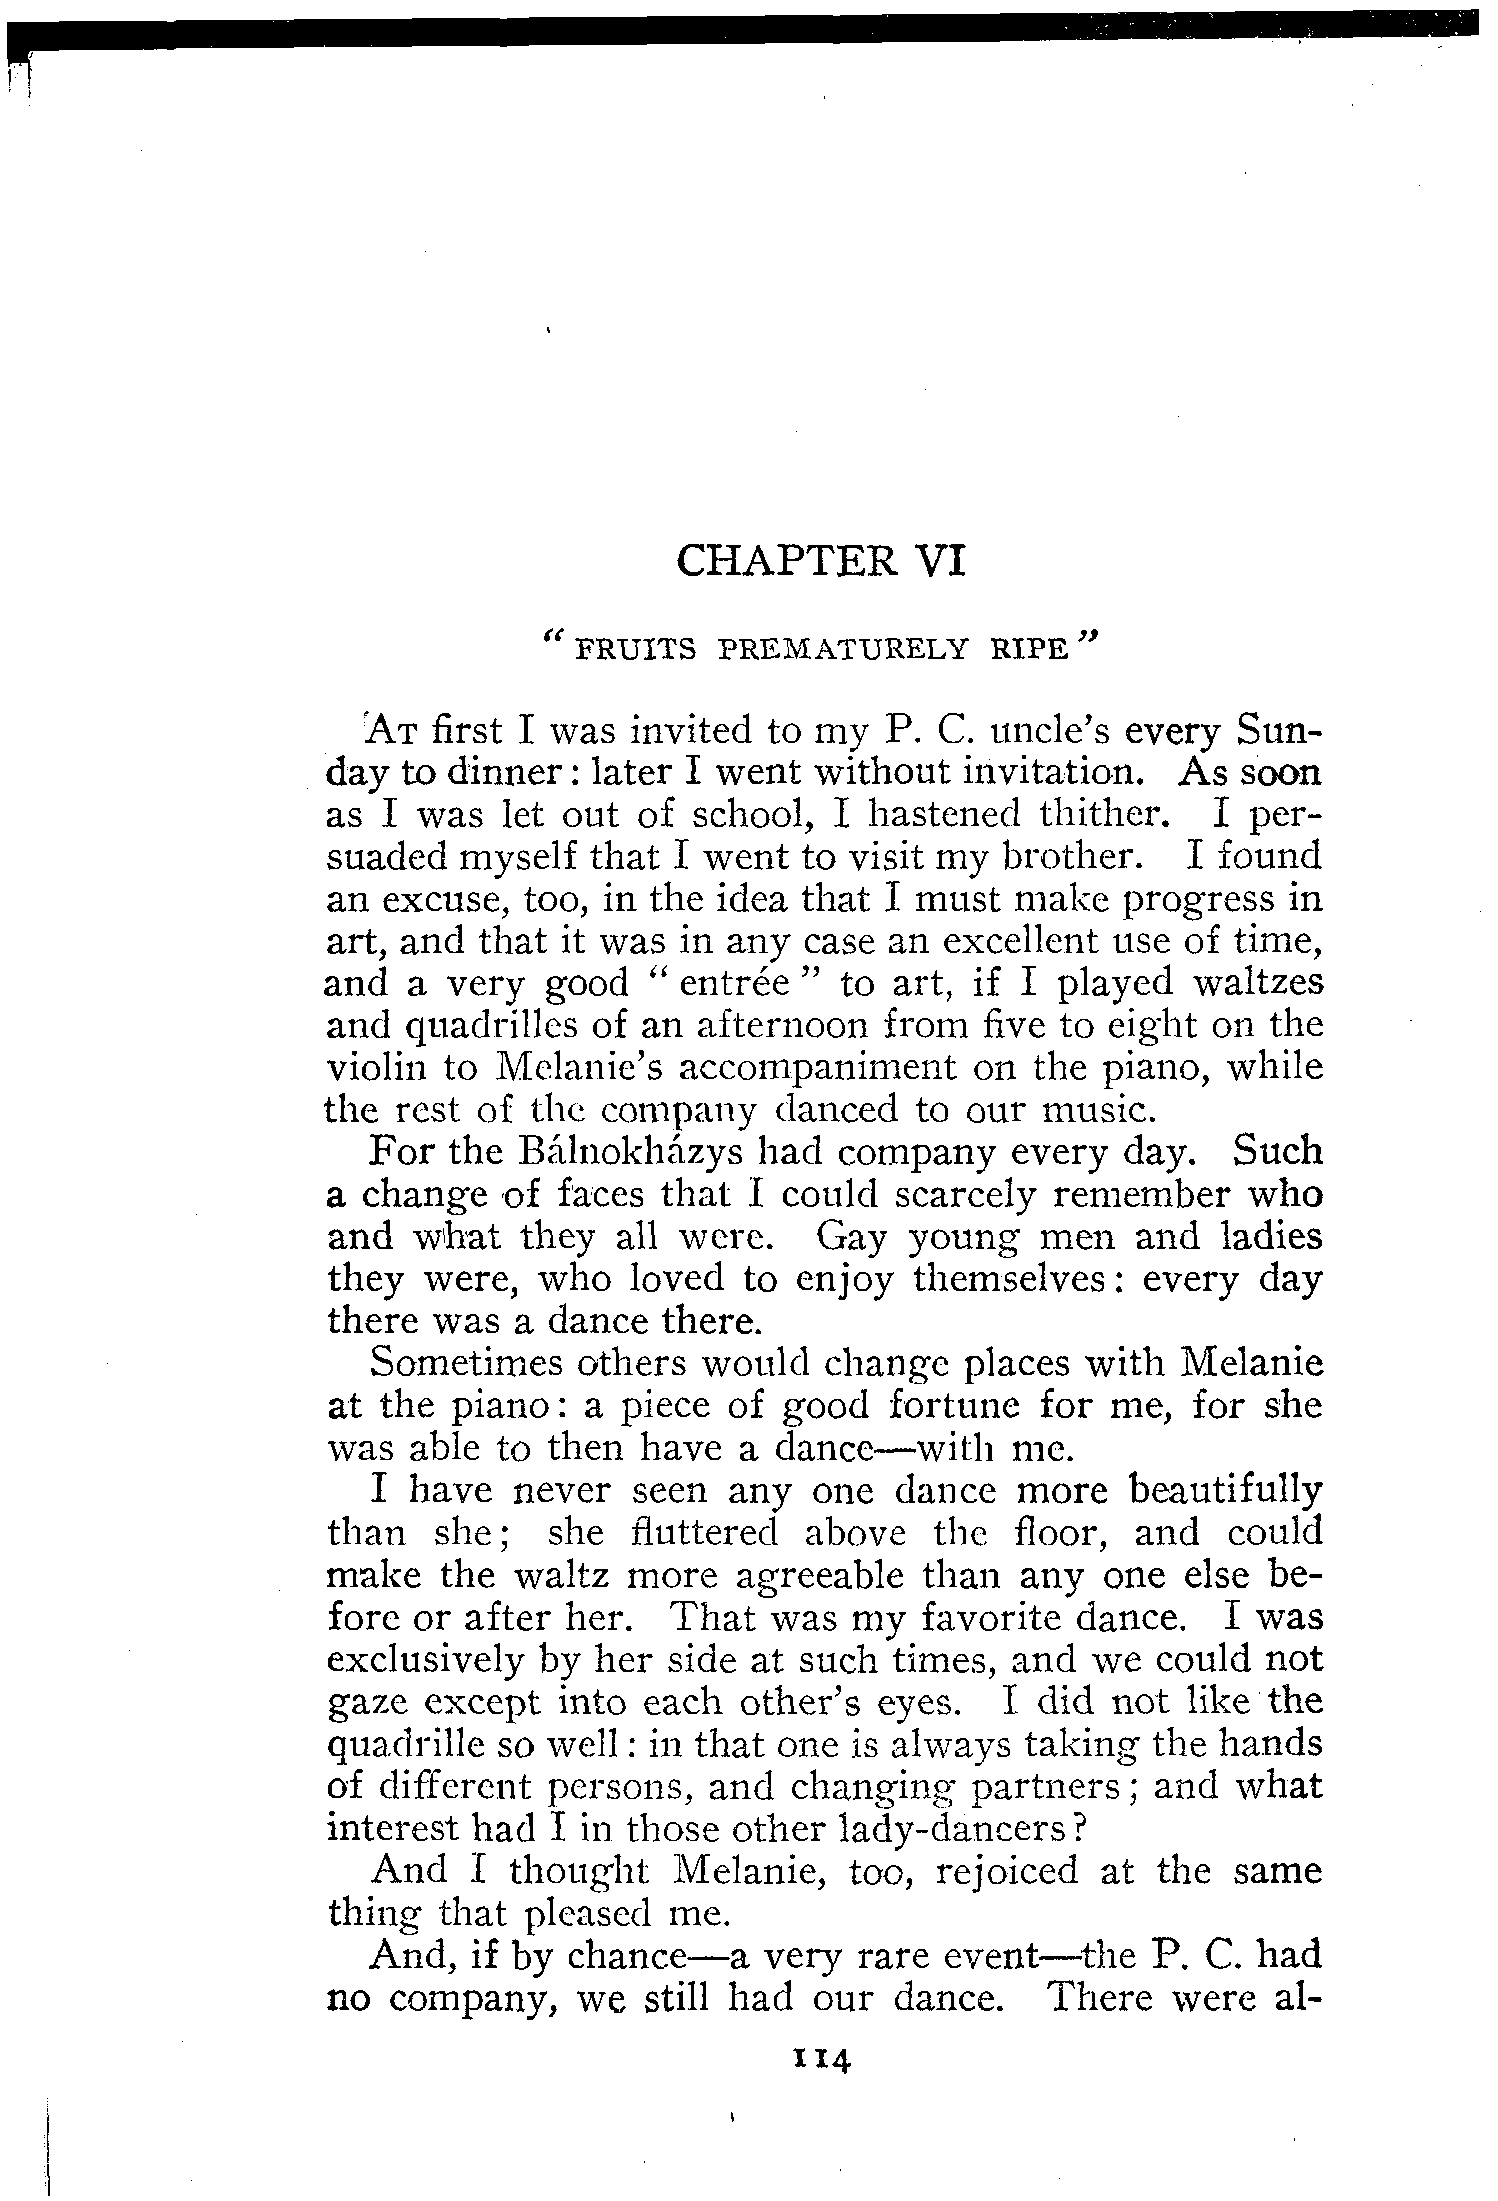 CHAPTER VI
“ FRUITS PREMATURELY RIPE ”
AT first I was invited to my P. C. uncle’s every Sun-
day to dinner : later I went without invitation. As soon
as I was let out of school, I hastened thither. I per-
suaded myself that I went to visit my brother. I found
an excuse, too, in the idea that I must make progress in
art, and that it was in any case an excellent use of time,
and a very good “ entrée ” to art, if I played waltzes
and quadrilles of an afternoon from five to eight on the
violin to Melanie’s accompaniment on the piano, while
the rest of the company danced to our music.
For the Bálnokházys had company every day. Such
a change of faces that I could scarcely remember who
and what they all were. Gay young men and ladies
they were, who loved to enjoy themselves : every day
there was a dance there.
Sometimes others would change places with Melanie
at the piano : a piece of good fortune for me, for she
was able to then have a dance—with me.
I have never seen any one dance more beautifully
than she ; she fluttered above the floor, and could
make the waltz more agreeable than any one else be-
fore or after her. That was my favorite dance. I was
exclusively by her side at such times, and we could not
gaze except into each other’s eyes. I did not like the
quadrille so well : in that one is always taking the hands
of different persons, and changing partners ; and what
interest had I in those other lady-dancers ?
And I thought Melanie, too, rejoiced at the same
thing that pleased me.
And, if by chance—a very rare event—the P. C. had
no company, we still had our dance. There were al-
114